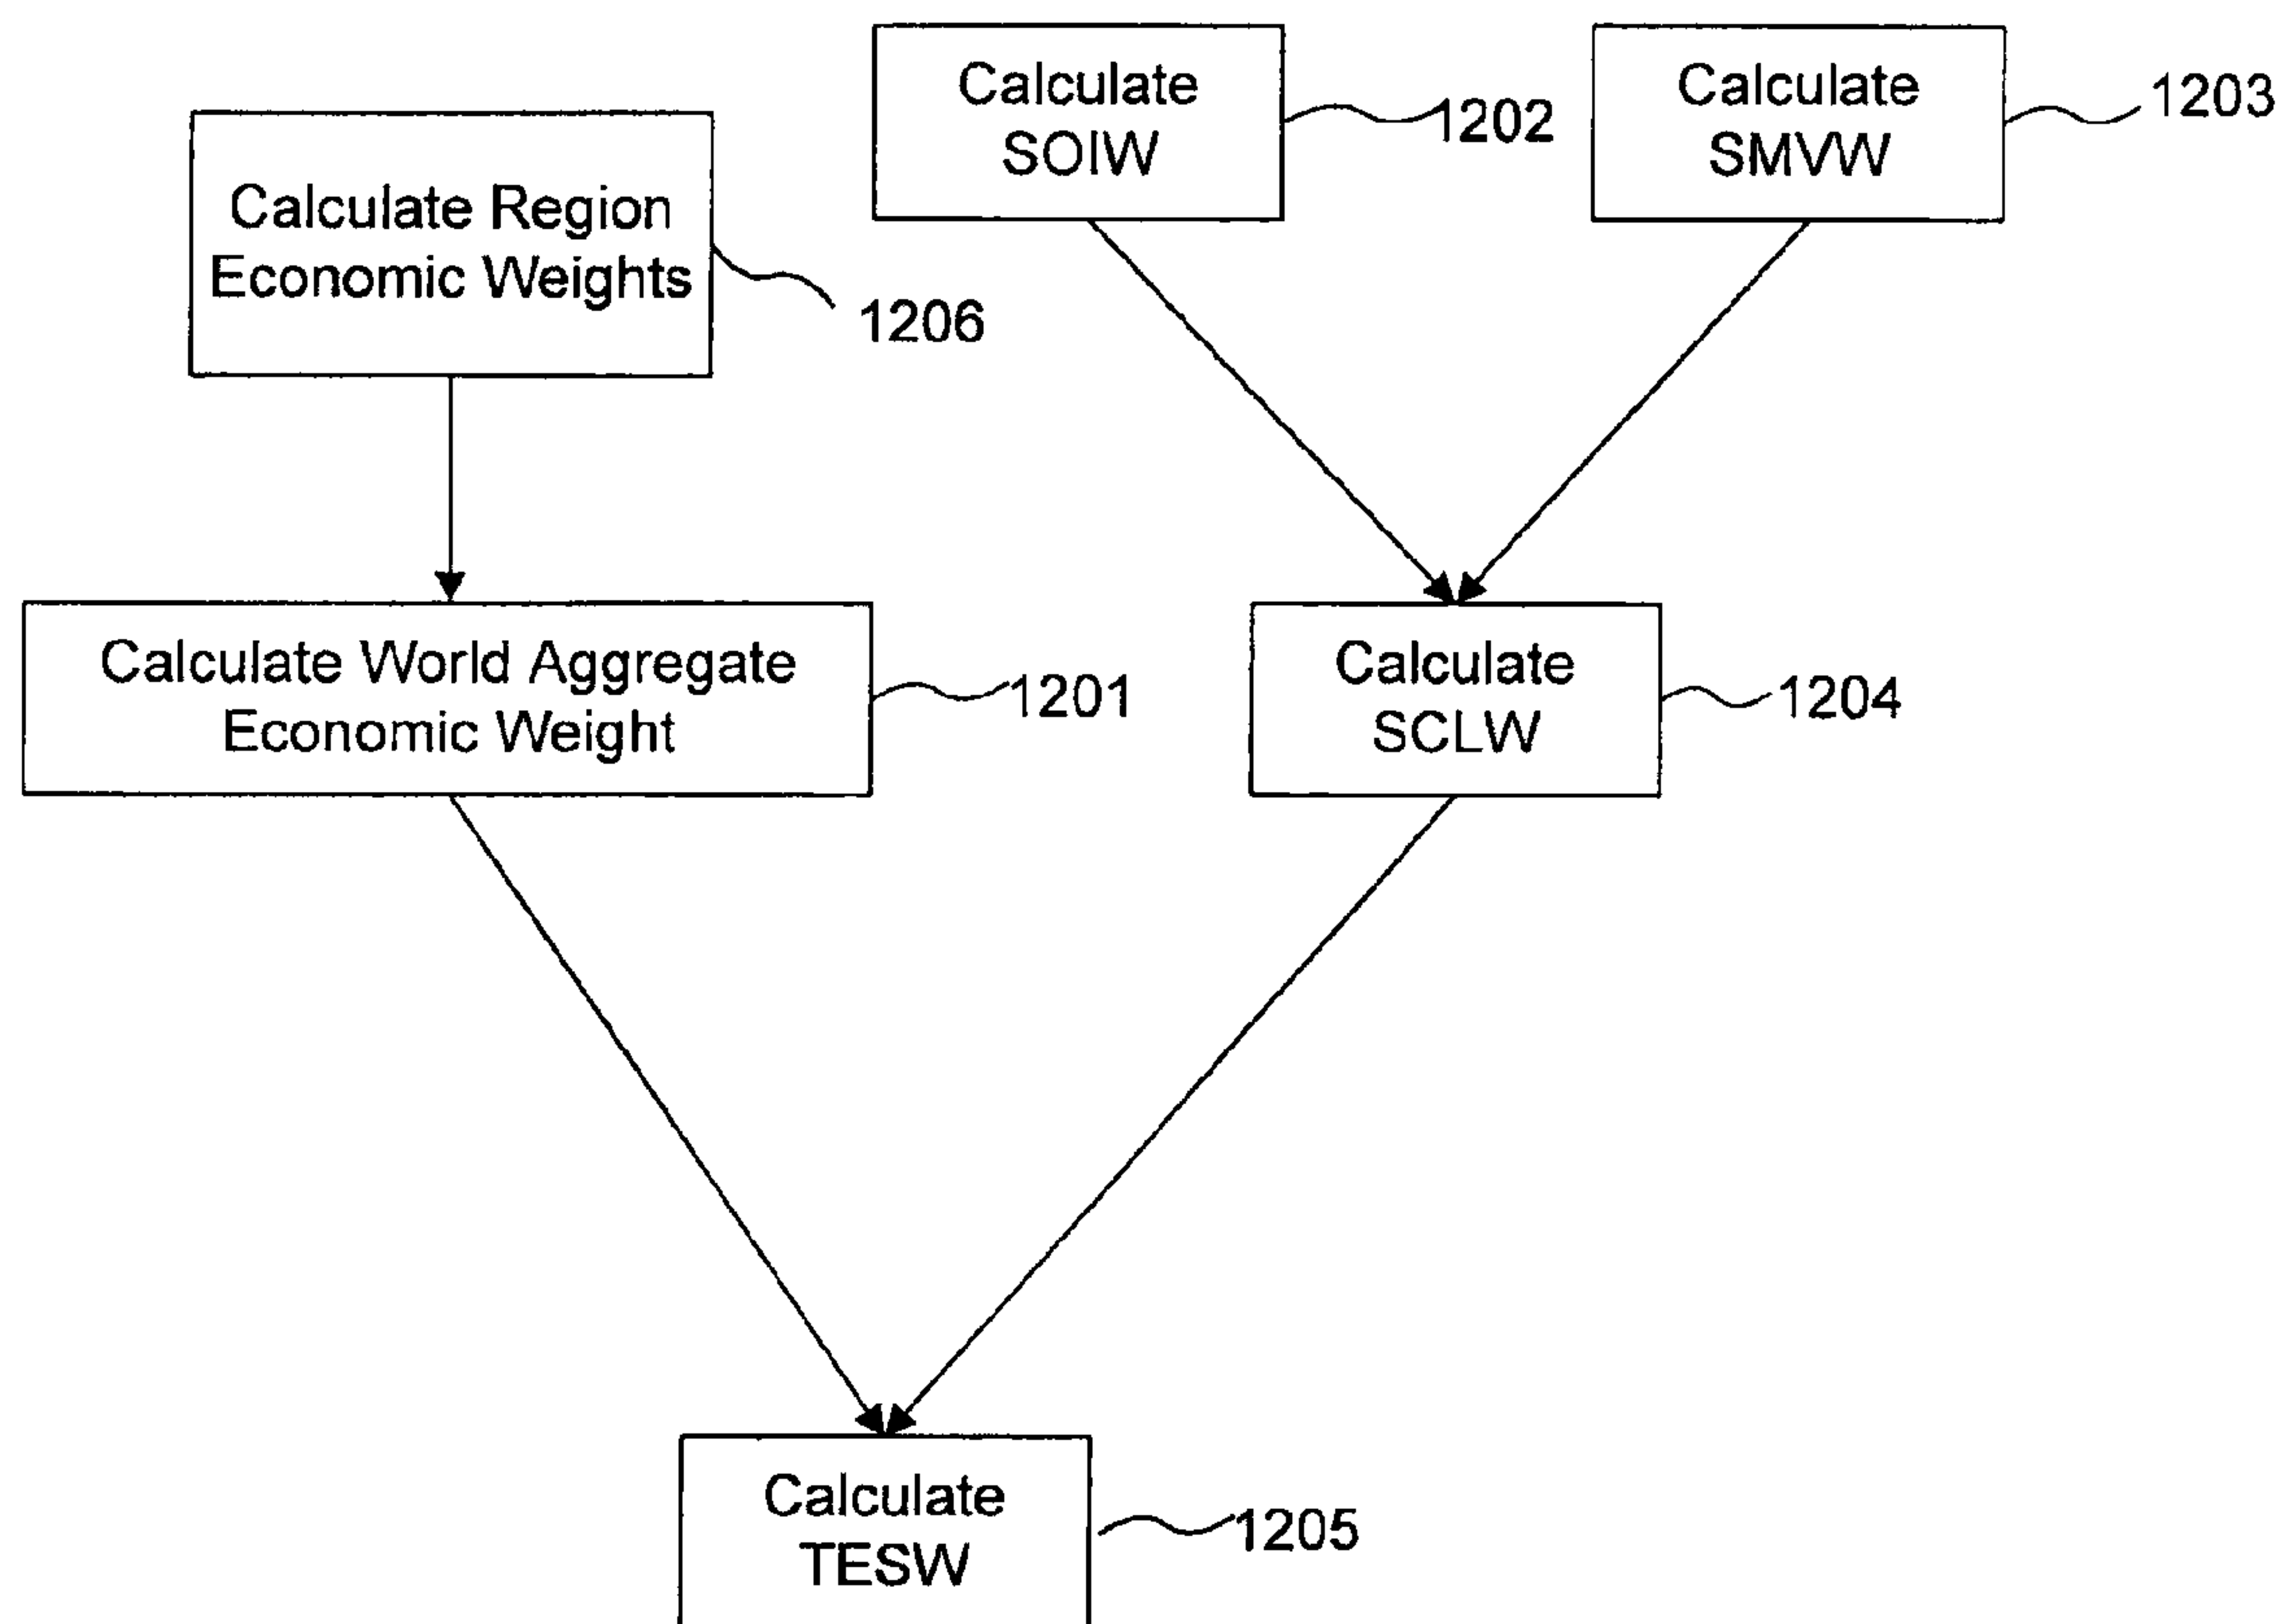 Calculate
SOIW
1202
Calculate
SMVW
1203
Calculate Region
Economic Weights
1206
Calculate World Aggregate
Economic Weight
1201
Calculate
SCLW
1204
Calculate
TESW
1205